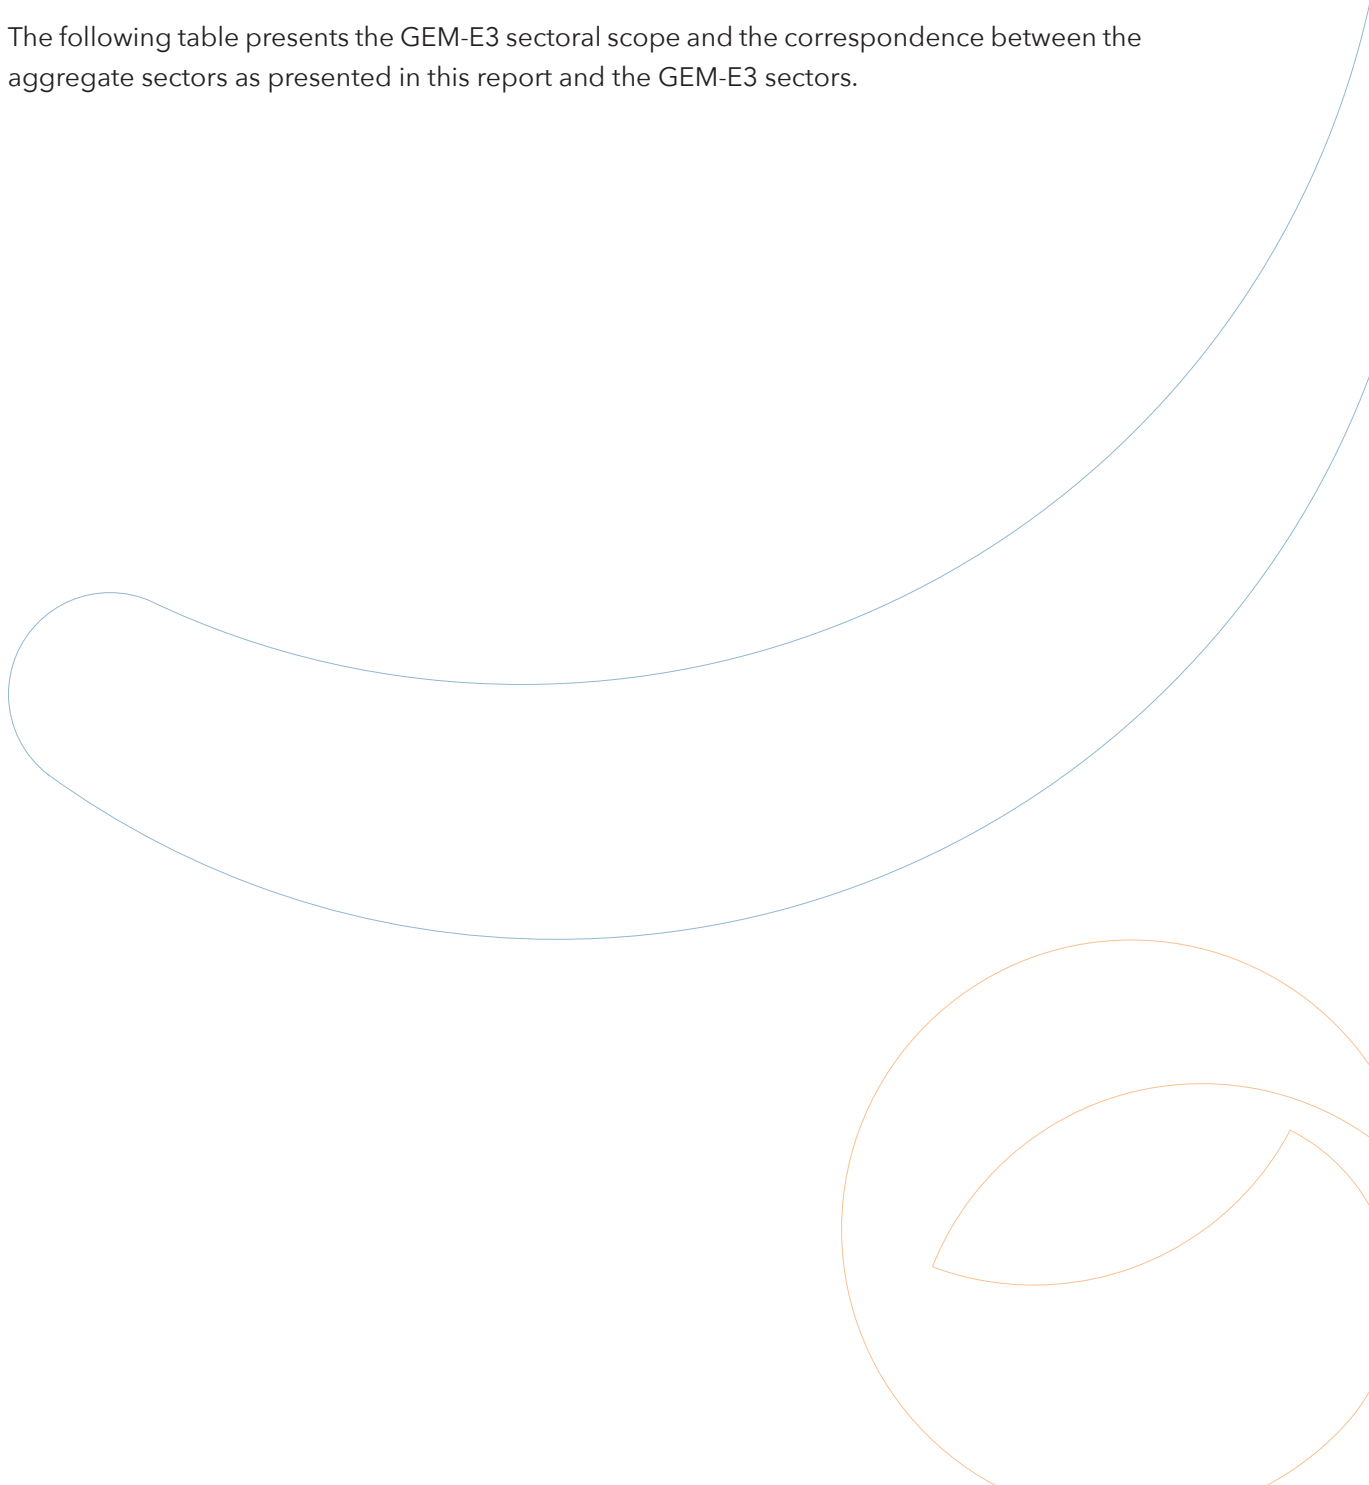 The following table presents the GEM-E3 sectoral scope and the correspondence between the
aggregate sectors as presented in this report and the GEM-E3 sectors.